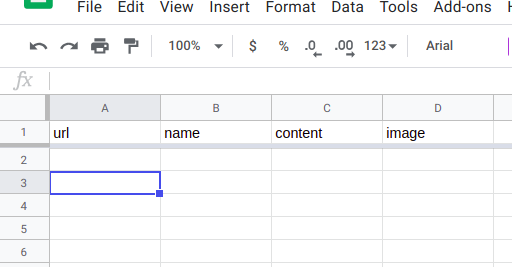 File Edit View Insert Format Data Tools Add-ons
100% $ % .0 .00 123 Arial
fx
A B C D
1 url name content image
2
3
4
5
6